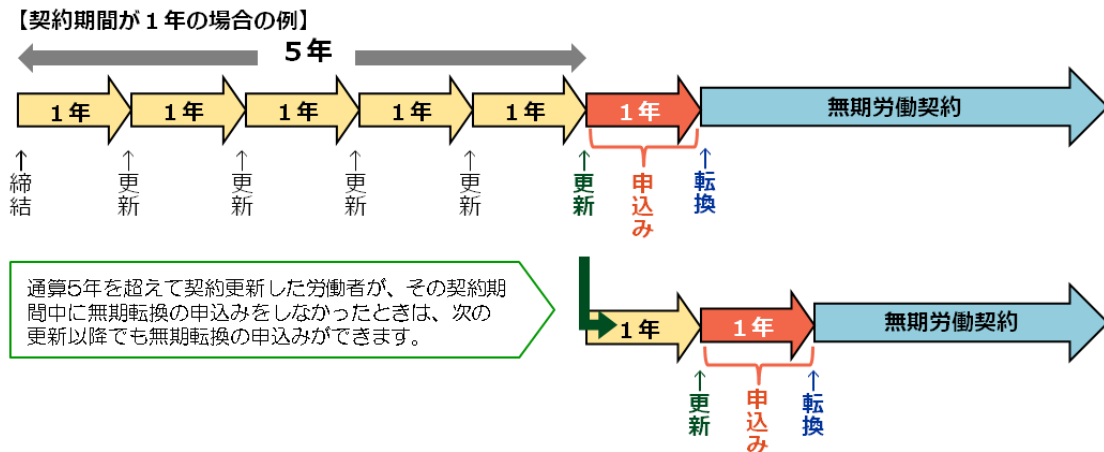 【契約期間が１年の場合の例】
５年
１年 １年 １年 １年 １年 １年 無期労働契約
↑締結 ↑更新 ↑更新 ↑更新 ↑更新 ↑更新 申込み ↑転換
通算5年を超えて契約更新した労働者が、その契約期
間中に無期転換の申込みをしなかったときは、次の
更新以降でも無期転換の申込みができます。
１年 １年 無期労働契約
↑更新 申込み ↑転換